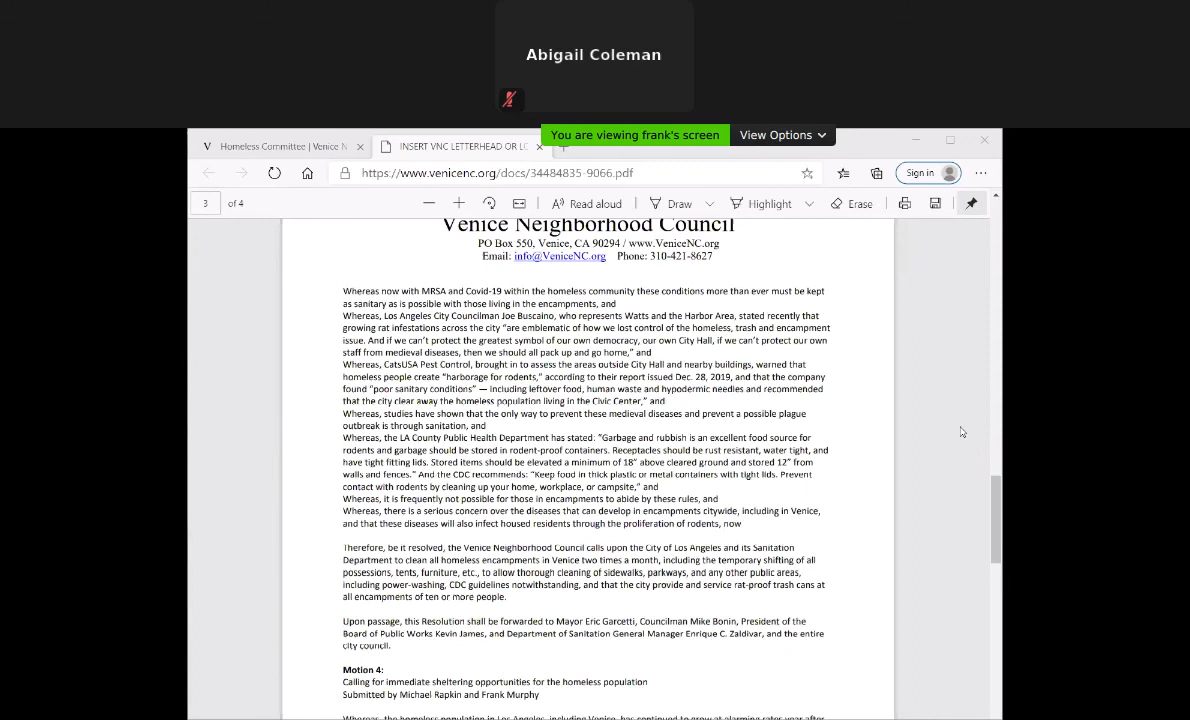 Abigail Coleman
You are viewing frank's screen View Options
Homeless Committee | Venice N
INSERT VNC LETTERHEAD OR LO
https://www.venicenc.org/docs/34484835-9066.pdf
Sign in
3 of 4
Read aloud Draw Highlight Erase
Venice Neighborhood Council
PO Box 550, Venice, CA 90294 / www.VeniceNC.org
Email: info@VeniceNC.org Phone: 310-421-8627
Whereas now with MRSA and Covid-19 within the homeless community these conditions more than ever must be kept
as sanitary as is possible with those living in the encampments, and
Whereas, Los Angeles City Councilman Joe Buscaino, who represents Watts and the Harbor Area, stated recently that
growing rat infestations across the city "are emblematic of how we lost control of the homeless, trash and encampment
issue. And if we can't protect the greatest symbol of our own democracy, our own City Hall, if we can't protect our own
staff from medieval diseases, then we should all pack up and go home," and
Whereas, CatsUSA Pest Control, brought in to assess the areas outside City Hall and nearby buildings, warned that
homeless people create "harborage for rodents," according to their report issued Dec. 28, 2019, and that the company
found "poor sanitary conditions" — including leftover food, human waste and hypodermic needles and recommended
that the city clear away the homeless population living in the Civic Center," and
Whereas, studies have shown that the only way to prevent these medieval diseases and prevent a possible plague
outbreak is through sanitation, and
Whereas, the LA County Public Health Department has stated: "Garbage and rubbish is an excellent food source for
rodents and garbage should be stored in rodent-proof containers. Receptacles should be rust resistant, water tight, and
have tight fitting lids. Stored items should be elevated a minimum of 18" above cleared ground and stored 12" from
walls and fences." And the CDC recommends: "Keep food in thick plastic or metal containers with tight lids. Prevent
contact with rodents by cleaning up your home, workplace, or campsite," and
Whereas, it is frequently not possible for those in encampments to abide by these rules, and
Whereas, there is a serious concern over the diseases that can develop in encampments citywide, including in Venice,
and that these diseases will also infect housed residents through the proliferation of rodents, now
Therefore, be it resolved, the Venice Neighborhood Council calls upon the City of Los Angeles and its Sanitation
Department to clean all homeless encampments in Venice two times a month, including the temporary shifting of all
possessions, tents, furniture, etc., to allow thorough cleaning of sidewalks, parkways, and any other public areas,
including power-washing, CDC guidelines notwithstanding, and that the city provide and service rat-proof trash cans at
all encampments of ten or more people.
Upon passage, this Resolution shall be forwarded to Mayor Eric Garcetti, Councilman Mike Bonin, President of the
Board of Public Works Kevin James, and Department of Sanitation General Manager Enrique C. Zaldivar, and the entire
city council.
Motion 4:
Calling for immediate sheltering opportunities for the homeless population
Submitted by Michael Rapkin and Frank Murphy
Whereas, the homeless population in Los Angeles, including Venice, has continued to grow at alarming rates year after